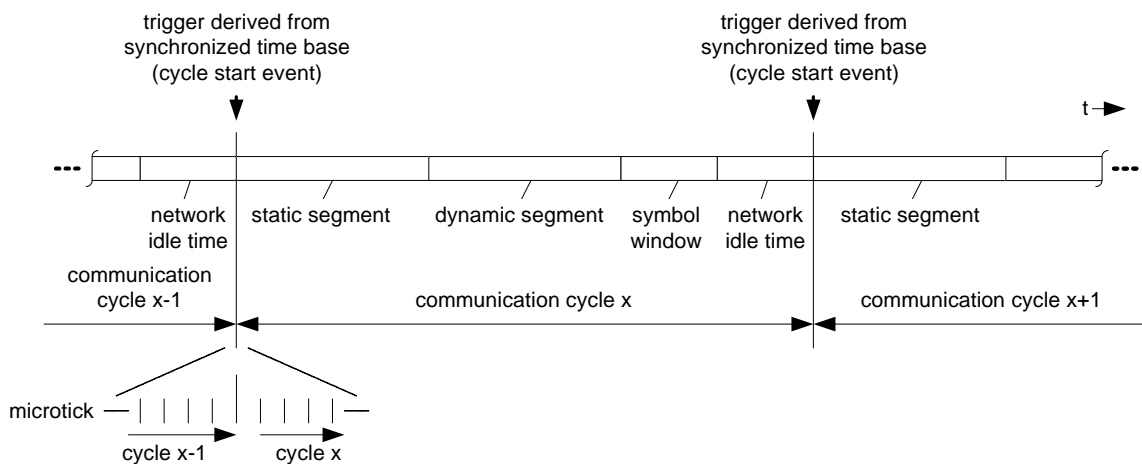 trigger derived from
synchronized time base
(cycle start event)
trigger derived from
synchronized time base
(cycle start event)
t
network
idle time
static segment
dynamic segment
symbol
window
network
idle time
static segment
communication
cycle x-1
communication cycle x
communication cycle x+1
microtick
cycle x-1
cycle x